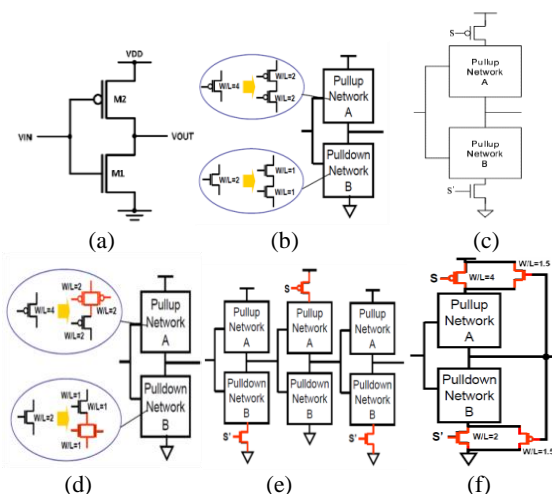 VDD
M2
VIN
VOUT
M1
(a)
W/L=4
W/L=2
W/L=2
Pullup
Network
A
W/L=2
W/L=1
W/L=1
Pulldown
Network
B
(b)
S
Pullup
Network
A
Pullup
Network
B
S'
(c)
W/L=2
W/L=4
W/L=2
W/L=2
Pullup
Network
A
W/L=1
W/L=2
W/L=1
W/L=1
Pulldown
Network
B
(d)
S
Pullup
Network
A
Pullup
Network
A
Pullup
Network
A
Pulldown
Network
B
Pulldown
Network
B
Pulldown
Network
B
S'
S'
(e)
W/L=1.5
S
W/L=4
Pullup
Network
A
Pulldown
Network
B
S'
W/L=2
W/L=1.5
(f)